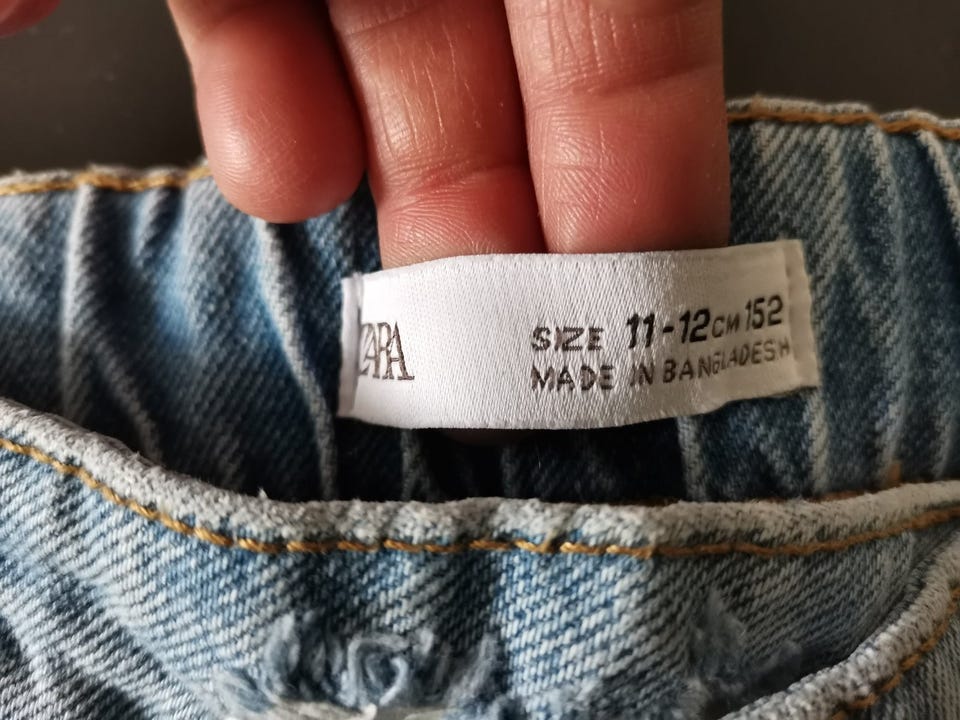 ZARA
SIZE 11-12 CM 152
MADE IN BANGLADESH